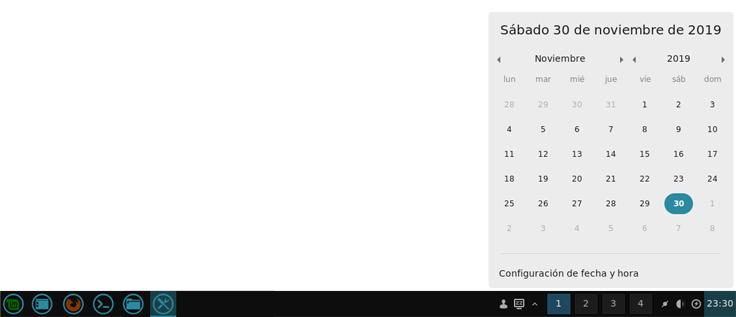 Sábado 30 de noviembre de 2019
Noviembre 2019
lun mar mié jue vie sáb dom
28 29 30 31 1 2 3
4 5 6 7 8 9 10
11 12 13 14 15 16 17
18 19 20 21 22 23 24
25 26 27 28 29 30 1
2 3 4 5 6 7 8
Configuración de fecha y hora
1 2 3 4 23:30